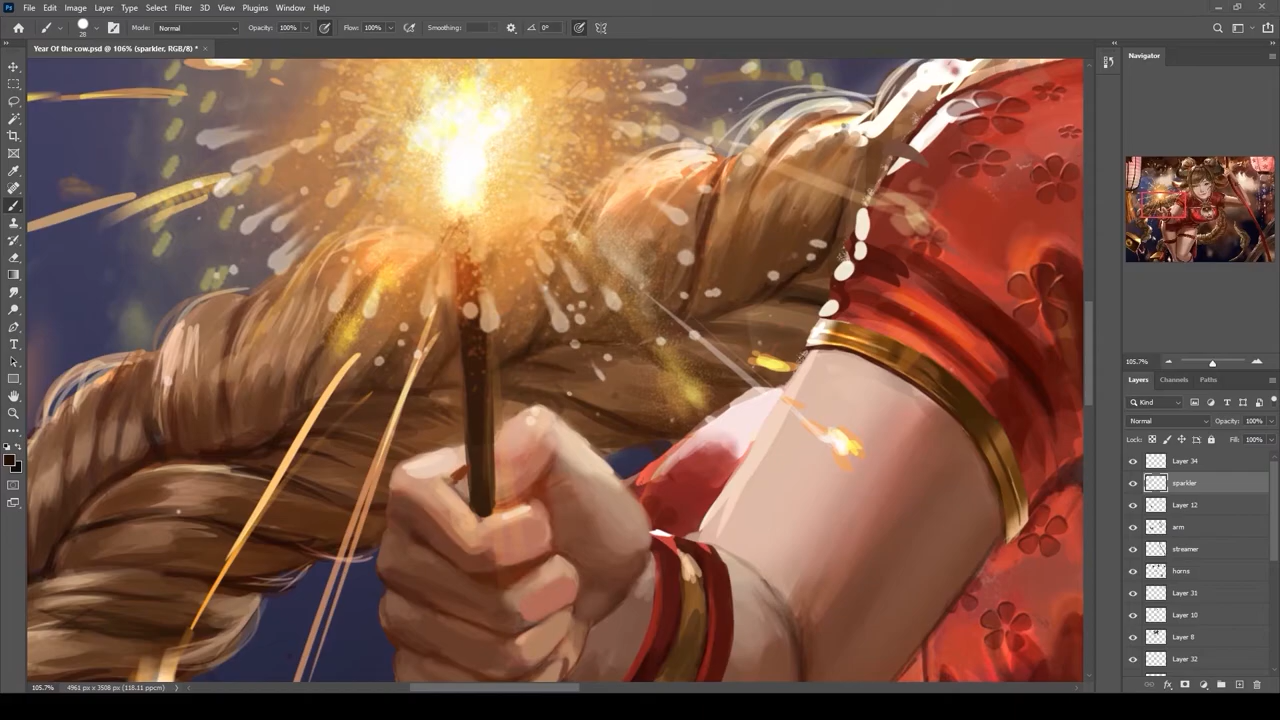 Ps File Edit Image Layer Type Select Filter 3D View Plugins Window Help
28 Mode: Normal Opacity: 100% Flow: 100% Smoothing: 0°
Year Of the cow.psd @ 106% (sparkler, RGB/8) *
Navigator
105.7%
Layers Channels Paths
Kind
Normal Opacity: 100%
Lock: Fill: 100%
Layer 34
sparkler
Layer 12
arm
streamer
horns
Layer 31
Layer 10
Layer 8
Layer 32
105.7% 4961 px x 3508 px (118.11 ppcm)